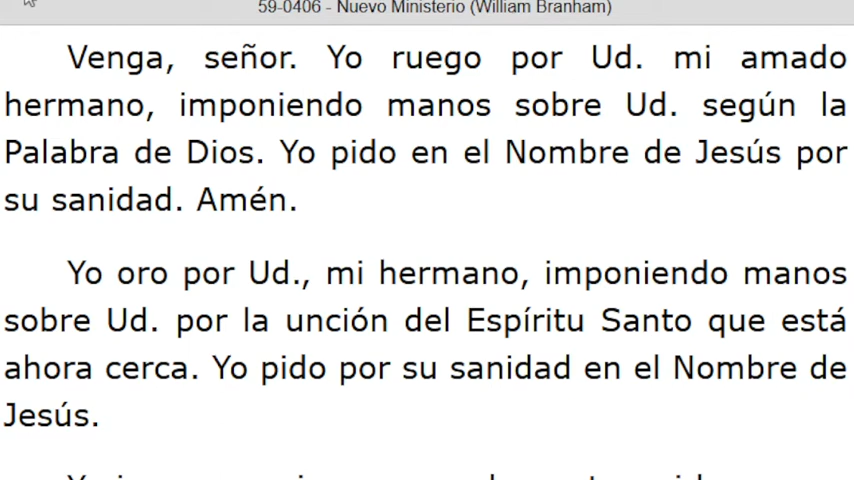 59-0406 - Nuevo Ministerio (William Branham)
Venga, señor. Yo ruego por Ud. mi amado
hermano, imponiendo manos sobre Ud. según la
Palabra de Dios. Yo pido en el Nombre de Jesús por
su sanidad. Amén.
Yo oro por Ud., mi hermano, imponiendo manos
sobre Ud. por la unción del Espíritu Santo que está
ahora cerca. Yo pido por su sanidad en el Nombre de
Jesús.